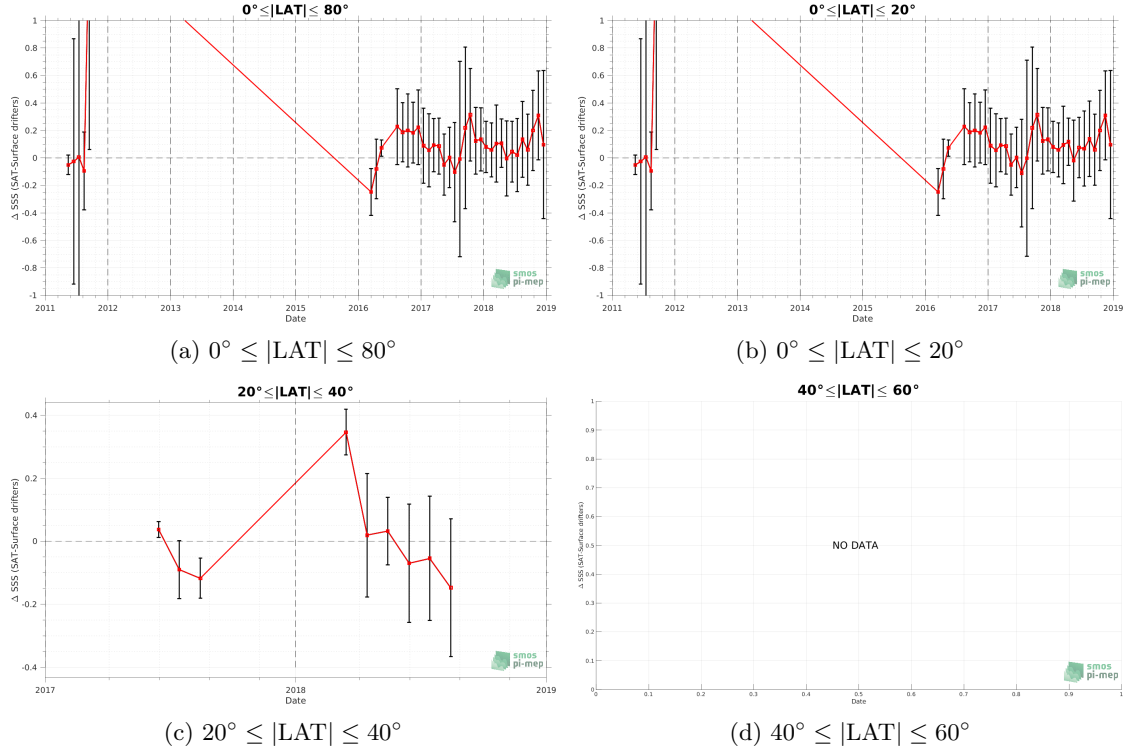 0°≤|LAT|≤ 80°
1
0.8
0.6
0.4
0.2
0
-0.2
-0.4
-0.6
-0.8
-1
Δ SSS (SAT-Surface drifters)
2011 2012 2013 2014 2015 2016 2017 2018 2019
Date
smos
pi-mep
(a) 0° ≤ |LAT| ≤ 80°
0°≤|LAT|≤ 20°
1
0.8
0.6
0.4
0.2
0
-0.2
-0.4
-0.6
-0.8
-1
Δ SSS (SAT-Surface drifters)
2011 2012 2013 2014 2015 2016 2017 2018 2019
Date
smos
pi-mep
(b) 0° ≤ |LAT| ≤ 20°
20°≤|LAT|≤ 40°
0.4
0.2
0
-0.2
-0.4
Δ SSS (SAT-Surface drifters)
2017 2018 2019
Date
smos
pi-mep
(c) 20° ≤ |LAT| ≤ 40°
40°≤|LAT|≤ 60°
1
0.9
0.8
0.7
0.6
0.5
0.4
0.3
0.2
0.1
0
Δ SSS (SAT-Surface drifters)
NO DATA
0 0.1 0.2 0.3 0.4 0.5 0.6 0.7 0.8 0.9 1
Date
smos
pi-mep
(d) 40° ≤ |LAT| ≤ 60°